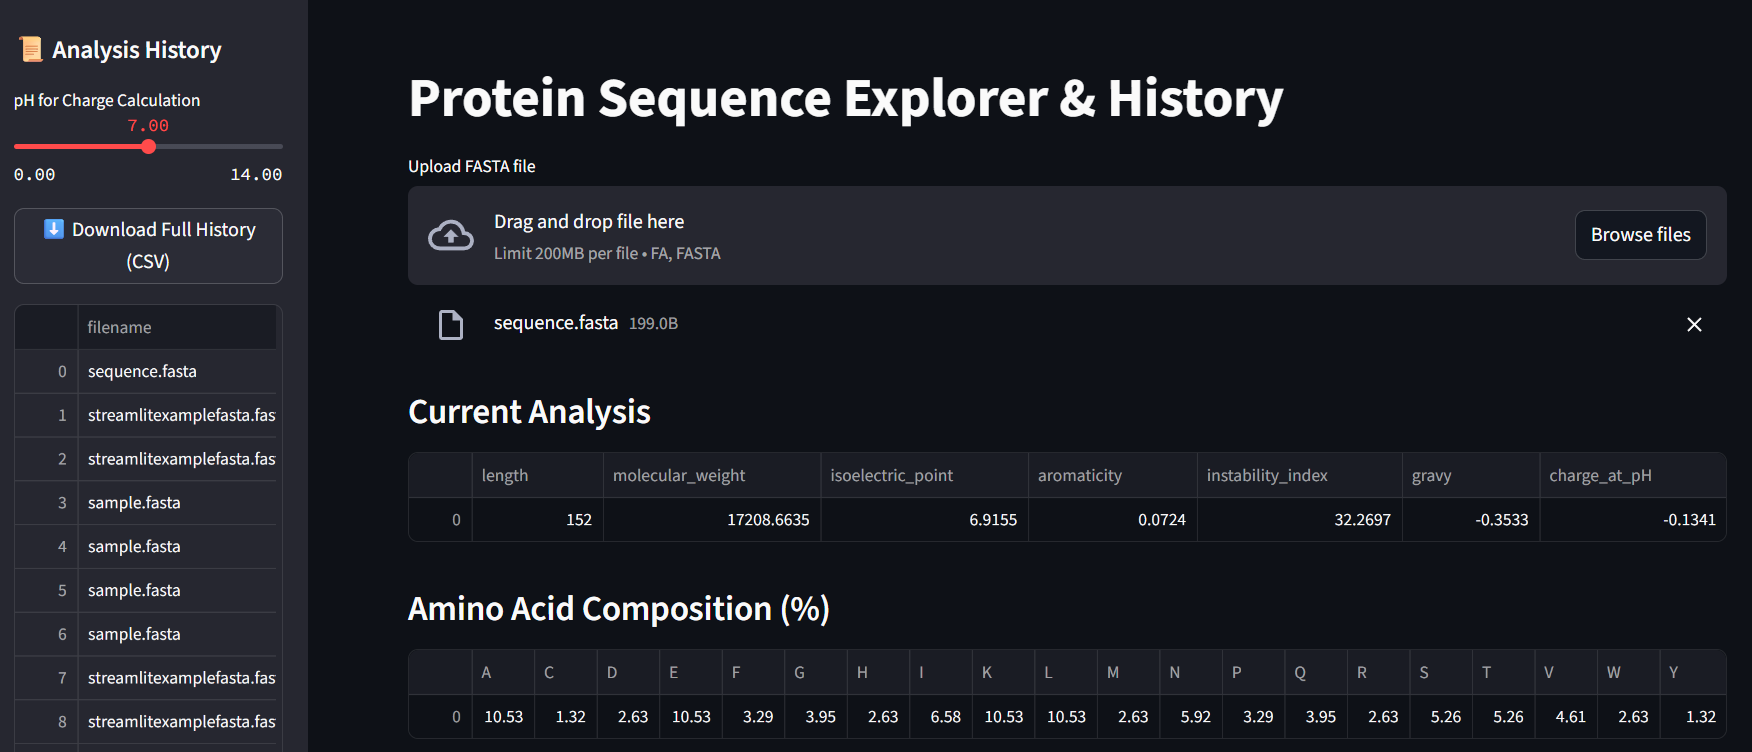 📜 Analysis History
pH for Charge Calculation
7.00
0.00 14.00
⬇️ Download Full History
(CSV)
filename
0 sequence.fasta
1 streamlitexamplefasta.fas
2 streamlitexamplefasta.fas
3 sample.fasta
4 sample.fasta
5 sample.fasta
6 sample.fasta
7 streamlitexamplefasta.fas
8 streamlitexamplefasta.fas
Protein Sequence Explorer & History
Upload FASTA file
Drag and drop file here
Limit 200MB per file • FA, FASTA
Browse files
sequence.fasta 199.0B
Current Analysis
length molecular_weight isoelectric_point aromaticity instability_index gravy charge_at_pH
0 152 17208.6635 6.9155 0.0724 32.2697 -0.3533 -0.1341
Amino Acid Composition (%)
A C D E F G H I K L M N P Q R S T V W Y
0 10.53 1.32 2.63 10.53 3.29 3.95 2.63 6.58 10.53 10.53 2.63 5.92 3.29 3.95 2.63 5.26 5.26 4.61 2.63 1.32